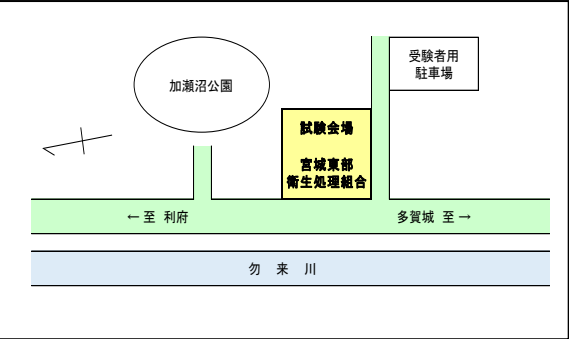 受験者用
駐車場
加瀬沼公園
試験会場
宮城東部
衛生処理組合
←至 利府
多賀城 至→
勿 来 川